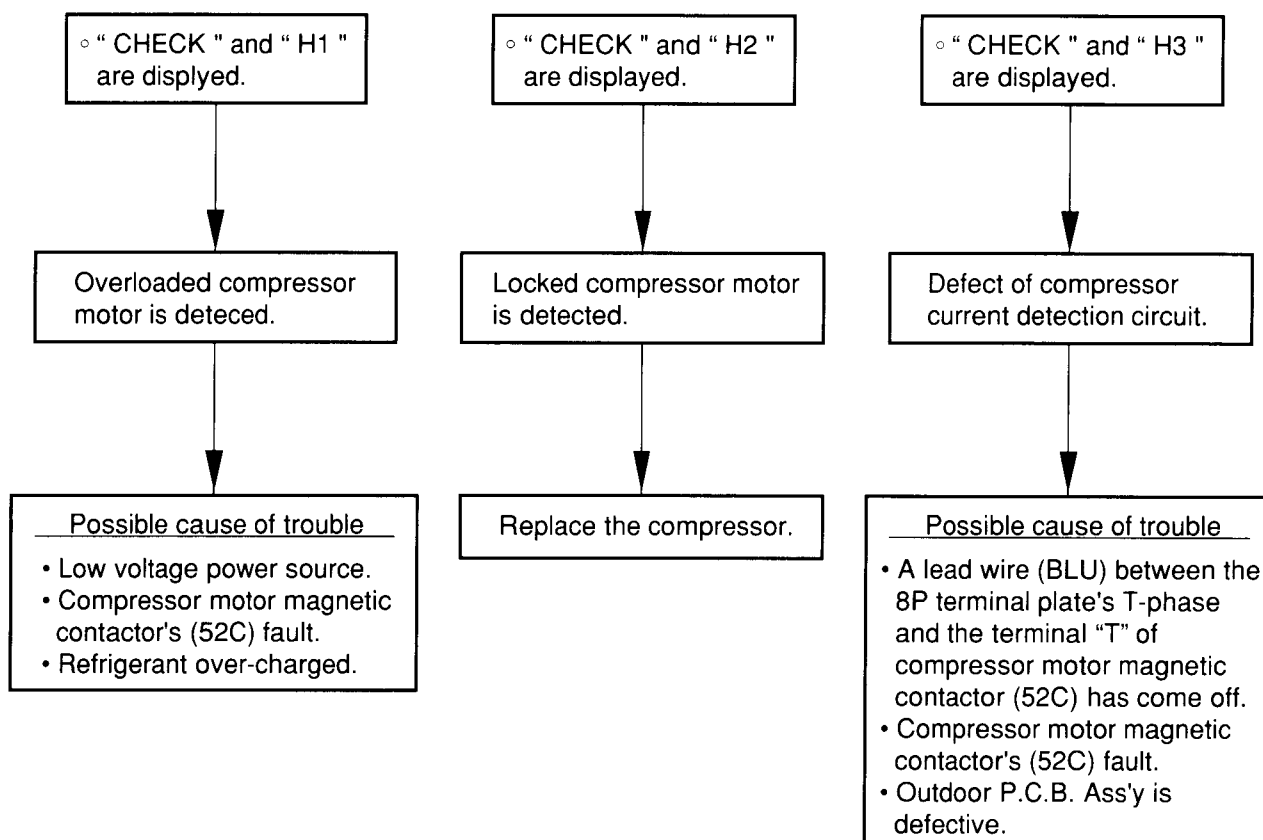 ◦ “ CHECK " and “ H1 "
are displyed.
Overloaded compressor
motor is deteced.
Possible cause of trouble
• Low voltage power source.
• Compressor motor magnetic
contactor's (52C) fault.
• Refrigerant over-charged.
◦ “ CHECK " and “ H2 "
are displayed.
Locked compressor motor
is detected.
Replace the compressor.
◦ “ CHECK " and “ H3 "
are displayed.
Defect of compressor
current detection circuit.
Possible cause of trouble
• A lead wire (BLU) between the
8P terminal plate's T-phase
and the terminal “T” of
compressor motor magnetic
contactor (52C) has come off.
• Compressor motor magnetic
contactor's (52C) fault.
• Outdoor P.C.B. Ass'y is
defective.